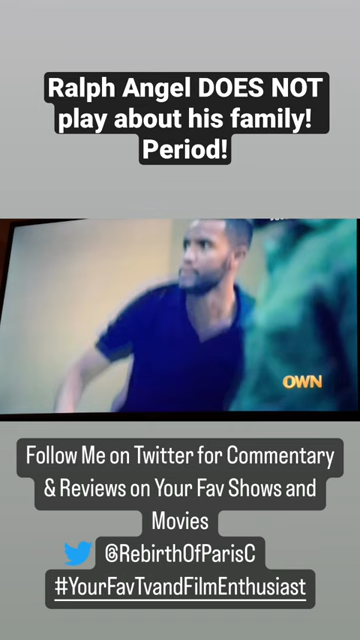 Ralph Angel DOES NOT
play about his family!
Period!
OWN
Follow Me on Twitter for Commentary
& Reviews on Your Fav Shows and
Movies
@RebirthOfParisC
#YourFavTvandFilmEnthusiast